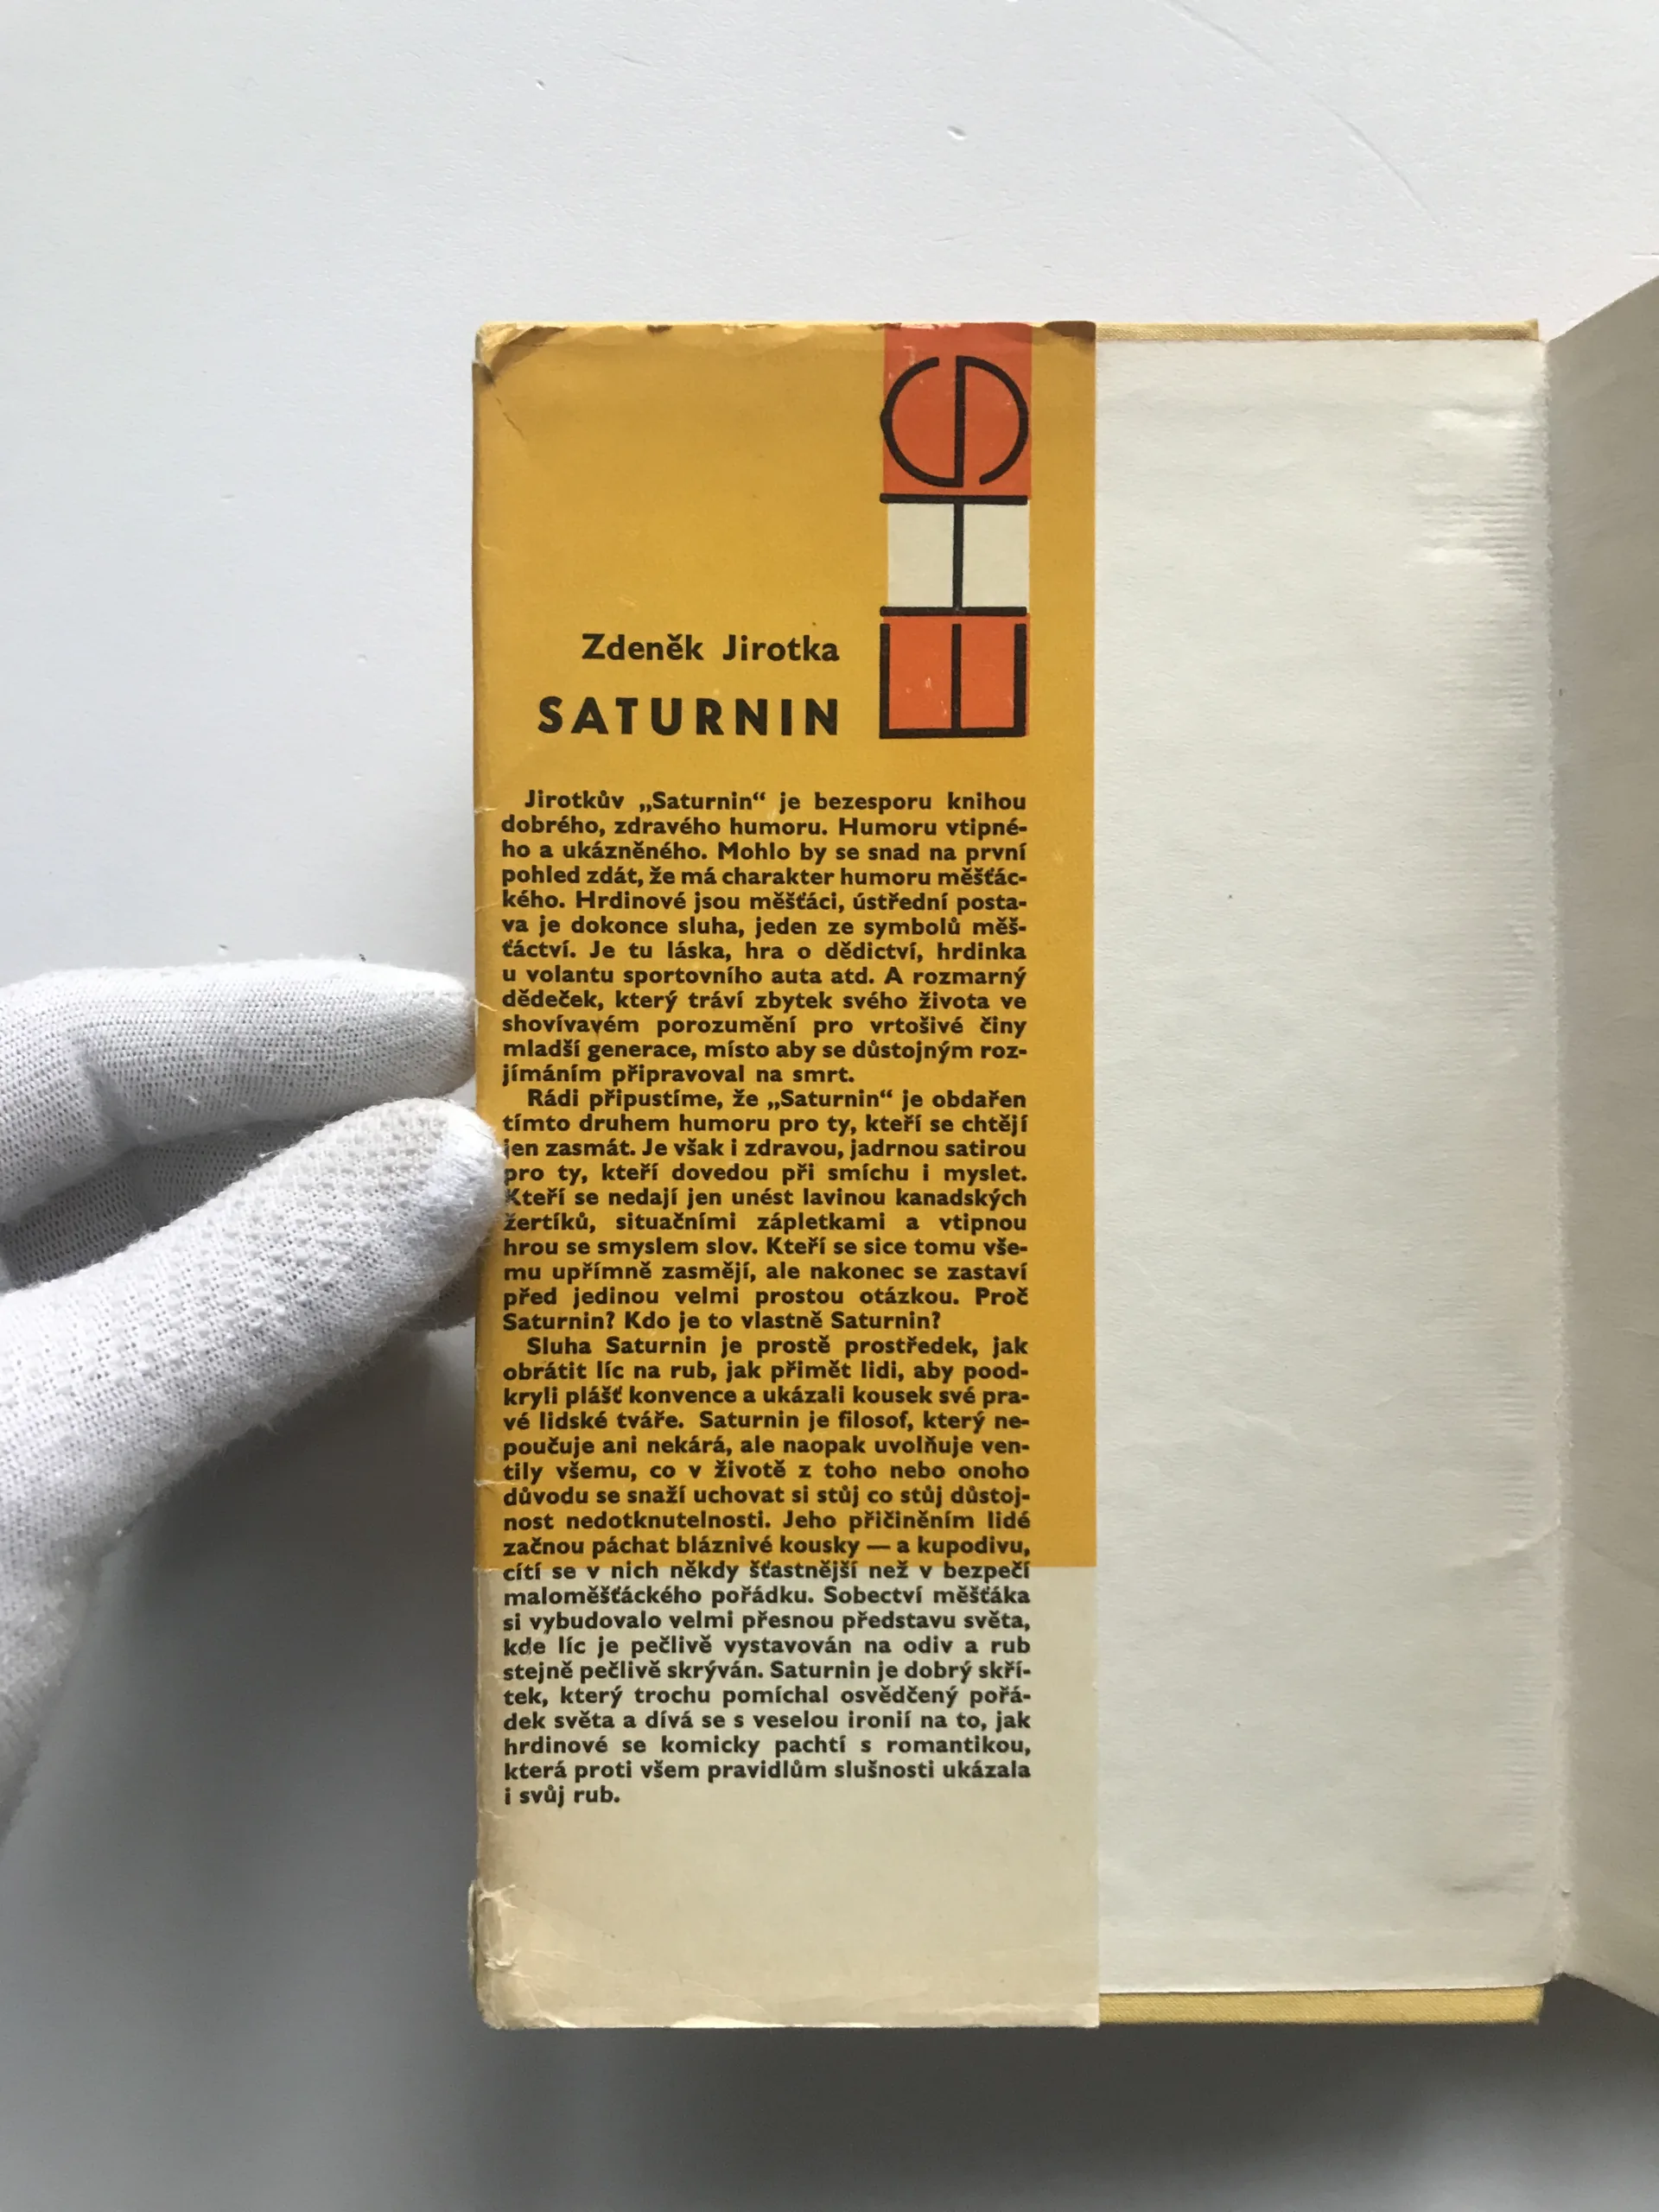 EHS
Zdeněk Jirotka
SATURNIN
Jirotkův „Saturnin“ je bezesporu knihou
dobrého, zdravého humoru. Humoru vtipné-
ho a ukázněného. Mohlo by se snad na první
pohled zdát, že má charakter humoru měšťác-
kého. Hrdinové jsou měšťáci, ústřední posta-
va je dokonce sluha, jeden ze symbolů měš-
ťáctví. Je tu láska, hra o dědictví, hrdinka
u volantu sportovního auta atd. A rozmarný
dědeček, který tráví zbytek svého života ve
shovívavém porozumění pro vrtošivé činy
mladší generace, místo aby se důstojným roz-
jímáním připravoval na smrt.
Rádi připustíme, že „Saturnin“ je obdařen
tímto druhem humoru pro ty, kteří se chtějí
jen zasmát. Je však i zdravou, jadrnou satirou
pro ty, kteří dovedou při smíchu i myslet.
Kteří se nedají jen unést lavinou kanadských
žertíků, situačními zápletkami a vtipnou
hrou se smyslem slov. Kteří se sice tomu vše-
mu upřímně zasmějí, ale nakonec se zastaví
před jedinou velmi prostou otázkou. Proč
Saturnin? Kdo je to vlastně Saturnin?
Sluha Saturnin je prostě prostředek, jak
obrátit líc na rub, jak přimět lidi, aby pood-
kryli plášť konvence a ukázali kousek své pra-
vé lidské tváře. Saturnin je filosof, který ne-
poučuje ani nekárá, ale naopak uvolňuje ven-
tily všemu, co v životě z toho nebo onoho
důvodu se snaží uchovat si stůj co stůj důstoj-
nost nedotknutelnosti. Jeho přičiněním lidé
začnou páchat bláznivé kousky — a kupodivu,
cítí se v nich někdy šťastnější než v bezpečí
maloměšťáckého pořádku. Sobectví měšťáka
si vybudovalo velmi přesnou představu světa,
kde líc je pečlivě vystavován na odiv a rub
stejně pečlivě skrýván. Saturnin je dobrý skří-
tek, který trochu pomíchal osvědčený pořá-
dek světa a dívá se s veselou ironií na to, jak
hrdinové se komicky pachtí s romantikou,
která proti všem pravidlům slušnosti ukázala
i svůj rub.